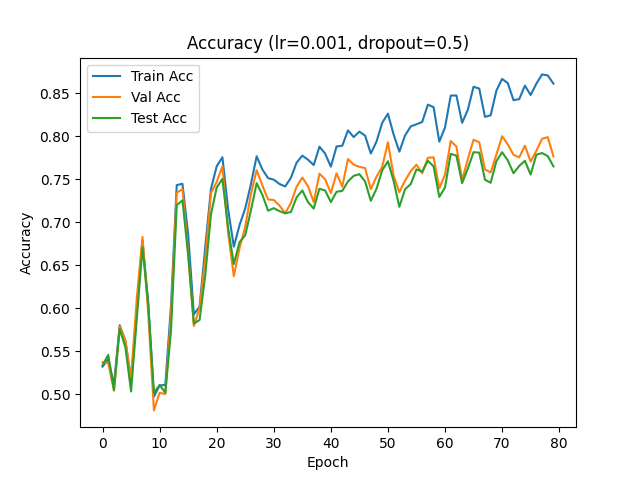 Accuracy (lr=0.001, dropout=0.5)
Train Acc
Val Acc
Test Acc
0.85
0.80
0.75
0.70
0.65
0.60
0.55
0.50
Accuracy
0 10 20 30 40 50 60 70 80
Epoch